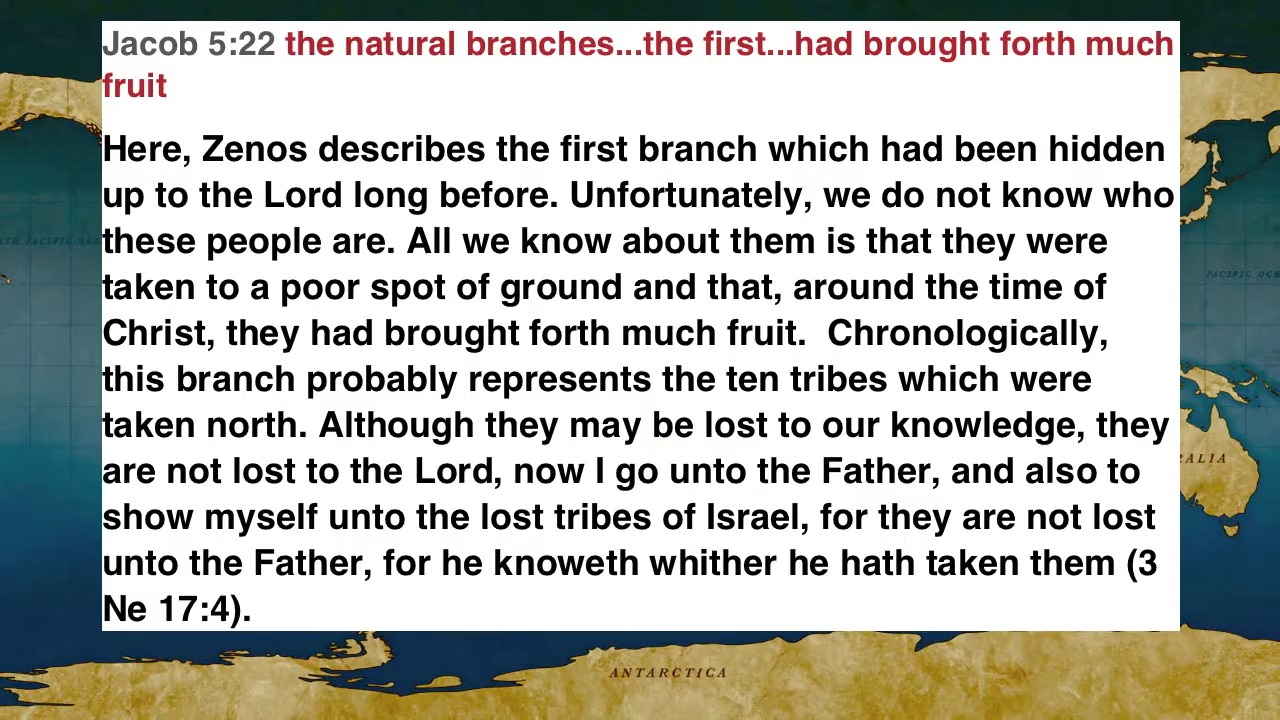 Jacob 5:22 the natural branches...the first...had brought forth much
fruit
Here, Zenos describes the first branch which had been hidden
up to the Lord long before. Unfortunately, we do not know who
these people are. All we know about them is that they were
taken to a poor spot of ground and that, around the time of
Christ, they had brought forth much fruit.  Chronologically,
this branch probably represents the ten tribes which were
taken north. Although they may be lost to our knowledge, they
are not lost to the Lord, now I go unto the Father, and also to
show myself unto the lost tribes of Israel, for they are not lost
unto the Father, for he knoweth whither he hath taken them (3
Ne 17:4).
PACIFIC OCE
ALIA
ANTARCTICA